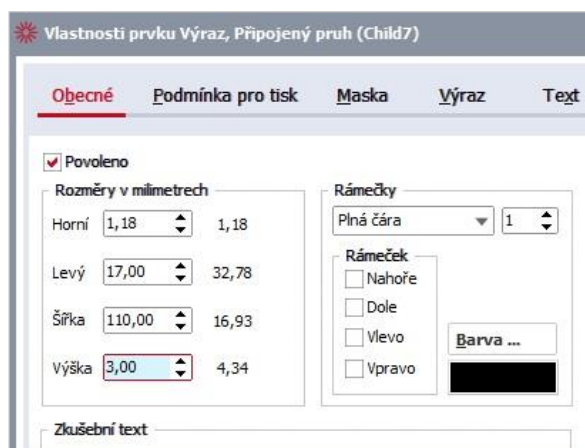 Vlastnosti prvku Výraz, Připojený pruh (Child7)
Obecné Podmínka pro tisk Maska Výraz Text
Povoleno
Rozměry v milimetrech
Horní 1,18 1,18
Levý 17,00 32,78
Šířka 110,00 16,93
Výška 3,00 4,34
Rámečky
Plná čára 1
Rámeček
Nahoře
Dole
Vlevo
Vpravo
Barva ...
Zkušební text